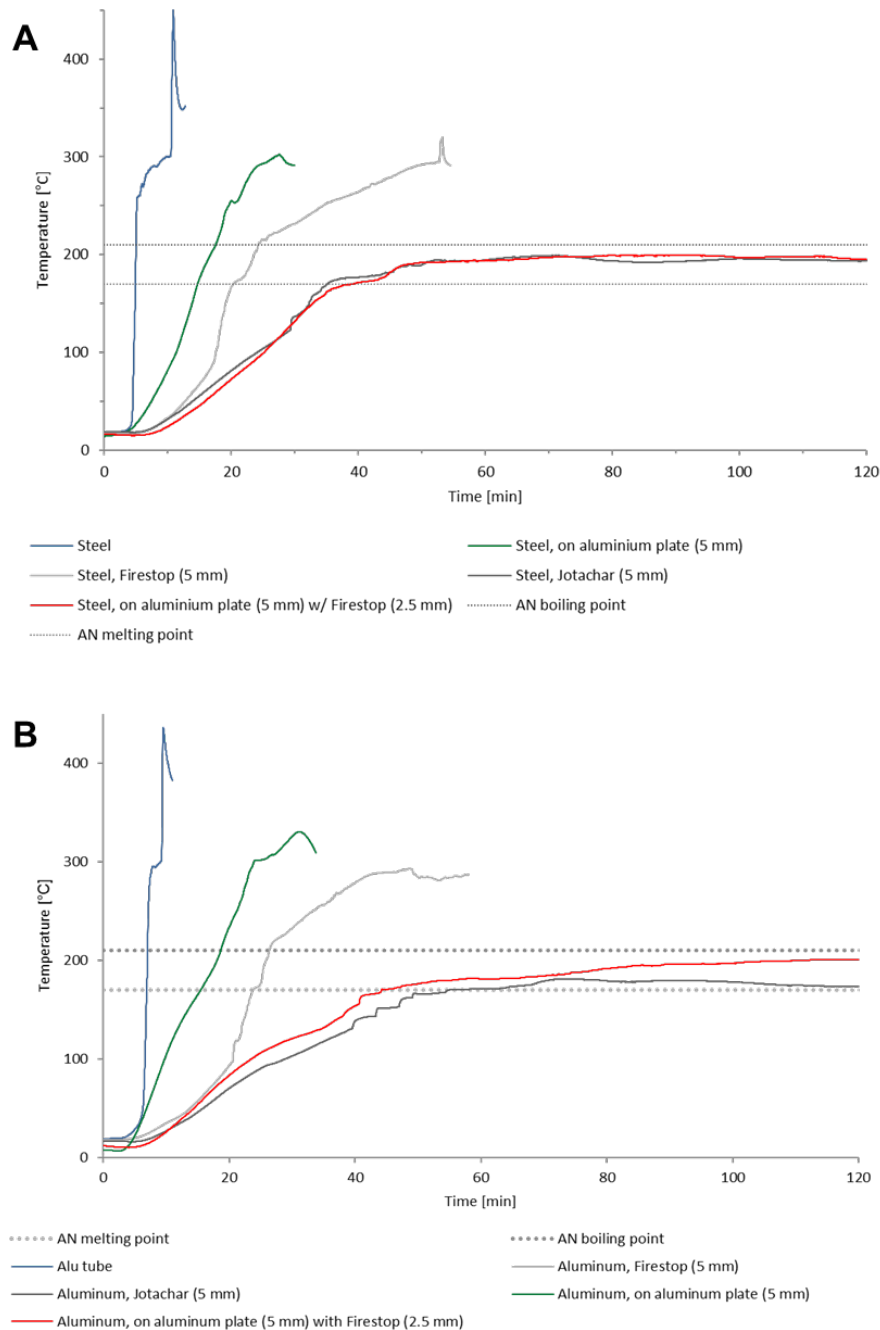 A
400
300
200
100
0
Temperature [°C]
0 20 40 60 80 100 120
Time [min]
Steel
Steel, on aluminium plate (5 mm)
Steel, Firestop (5 mm)
Steel, Jotachar (5 mm)
Steel, on aluminium plate (5 mm) w/ Firestop (2.5 mm)
AN boiling point
AN melting point
B
400
300
200
100
0
Temperature [°C]
0 20 40 60 80 100 120
Time [min]
AN melting point
AN boiling point
Alu tube
Aluminum, Firestop (5 mm)
Aluminum, Jotachar (5 mm)
Aluminum, on aluminum plate (5 mm)
Aluminum, on aluminum plate (5 mm) with Firestop (2.5 mm)